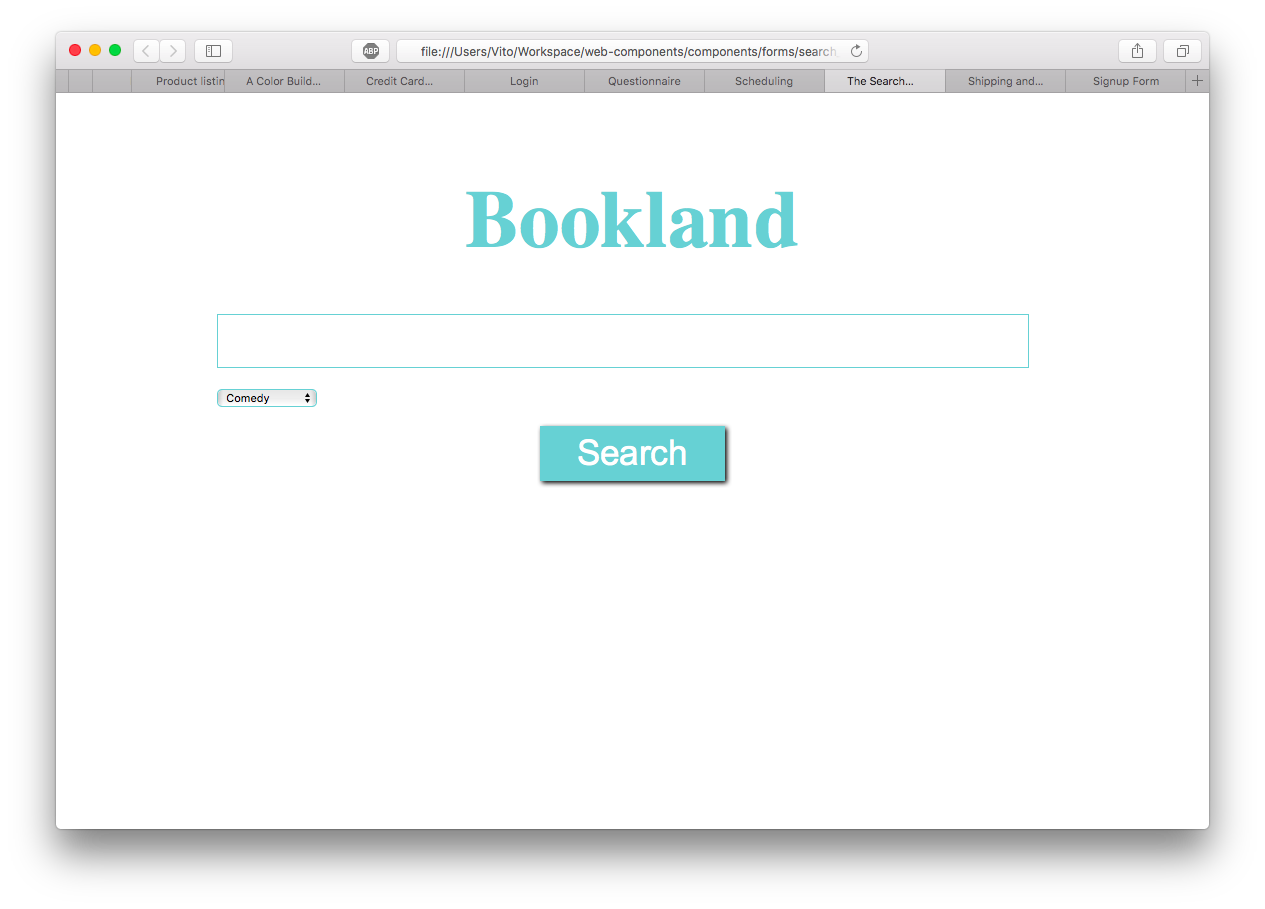 ABP
file:///Users/Vito/Workspace/web-components/components/forms/search
Product listin
A Color Build...
Credit Card...
Login
Questionnaire
Scheduling
The Search...
Shipping and...
Signup Form
Bookland
Comedy
Search